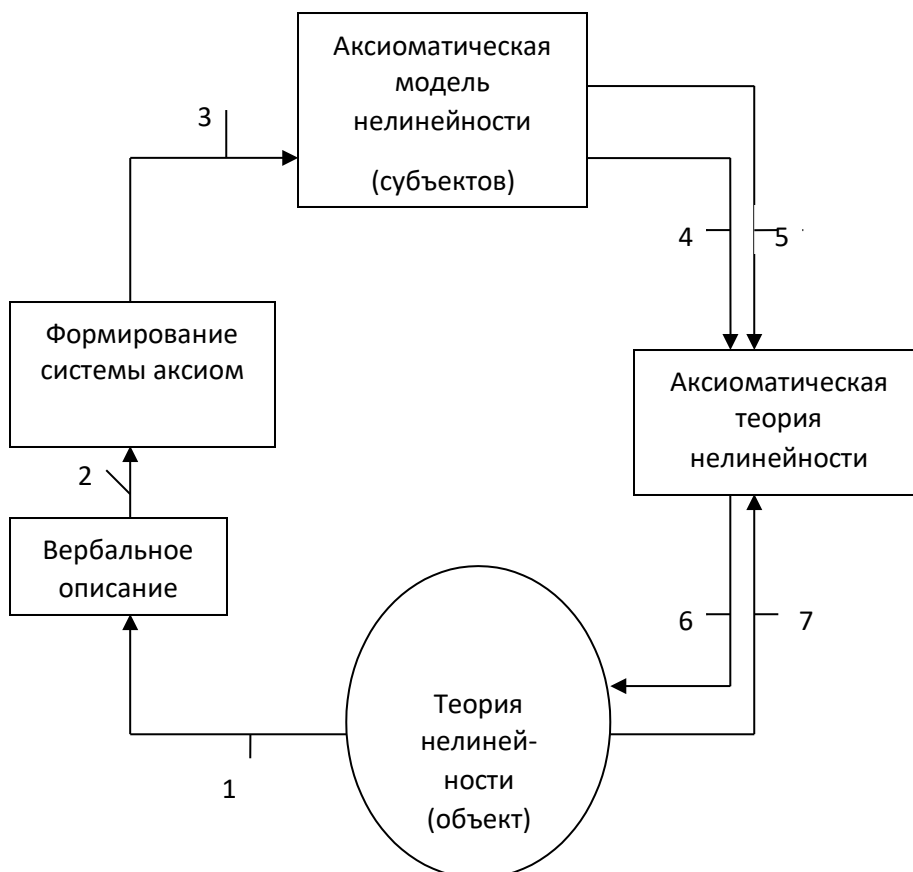 Аксиоматическая
модель
нелинейности
(субъектов)
3
4
5
Формирование
системы аксиом
Аксиоматическая
теория
нелинейности
2
Вербальное
описание
6
7
Теория
нелиней-
ности
(объект)
1